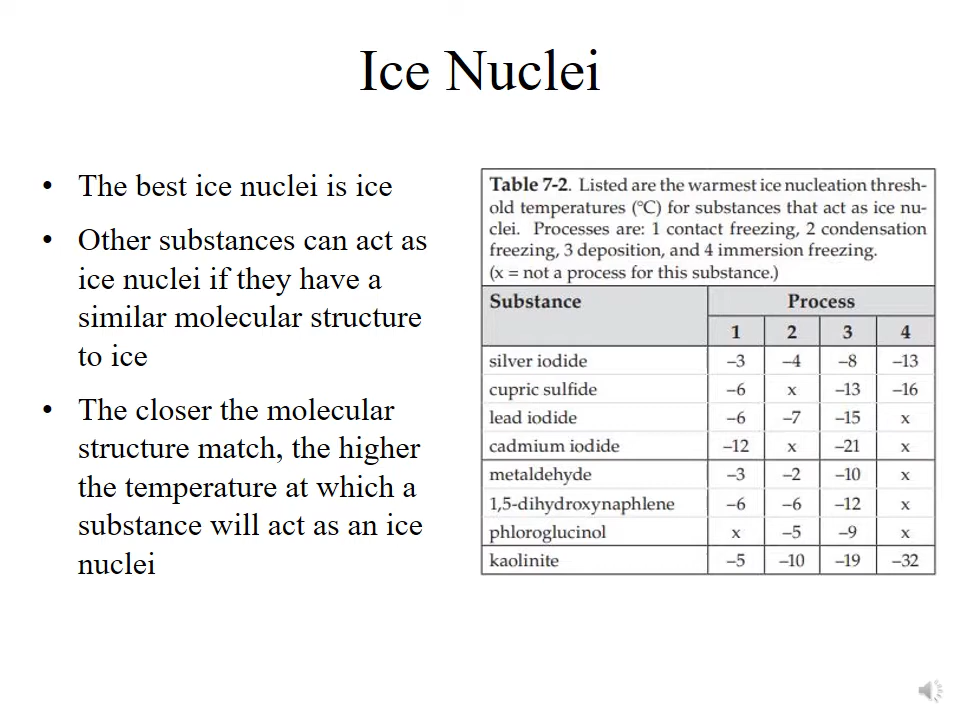 Ice Nuclei
• The best ice nuclei is ice
• Other substances can act as
ice nuclei if they have a
similar molecular structure
to ice
• The closer the molecular
structure match, the higher
the temperature at which a
substance will act as an ice
nuclei
Table 7-2. Listed are the warmest ice nucleation thresh-
old temperatures (°C) for substances that act as ice nu-
clei. Processes are: 1 contact freezing, 2 condensation
freezing, 3 deposition, and 4 immersion freezing.
(x = not a process for this substance.)
Substance Process
1 2 3 4
silver iodide –3 –4 –8 –13
cupric sulfide –6 x –13 –16
lead iodide –6 –7 –15 x
cadmium iodide –12 x –21 x
metaldehyde –3 –2 –10 x
1,5-dihydroxynaphlene –6 –6 –12 x
phloroglucinol x –5 –9 x
kaolinite –5 –10 –19 –32